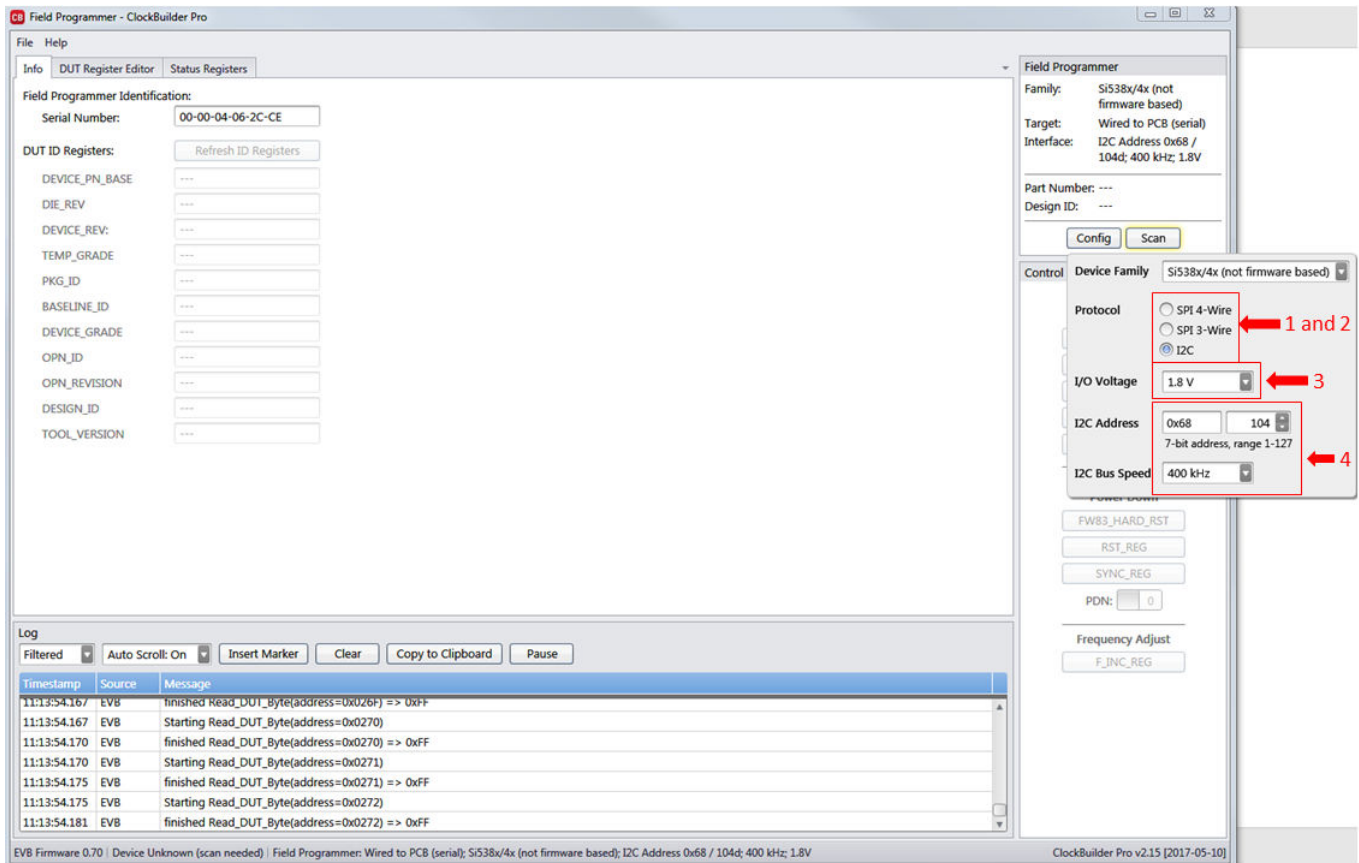 CB Field Programmer - ClockBuilder Pro
File Help
Info DUT Register Editor Status Registers
Field Programmer Identification:
Serial Number: 00-00-04-06-2C-CE
DUT ID Registers: Refresh ID Registers
DEVICE_PN_BASE ---
DIE_REV ---
DEVICE_REV: ---
TEMP_GRADE ---
PKG_ID ---
BASELINE_ID ---
DEVICE_GRADE ---
OPN_ID ---
OPN_REVISION ---
DESIGN_ID ---
TOOL_VERSION ---
Field Programmer
Family: Si538x/4x (not
firmware based)
Target: Wired to PCB (serial)
Interface: I2C Address 0x68 /
104d; 400 kHz; 1.8V
Part Number: ---
Design ID: ---
Config Scan
Control
Device Family Si538x/4x (not firmware based)
Protocol
SPI 4-Wire
SPI 3-Wire
I2C
1 and 2
I/O Voltage 1.8 V 3
I2C Address 0x68 104
7-bit address, range 1-127
4
I2C Bus Speed 400 kHz
Power Down
FW83_HARD_RST
RST_REG
SYNC_REG
PDN: 0
Frequency Adjust
F_INC_REG
Log
Filtered Auto Scroll: On Insert Marker Clear Copy to Clipboard Pause
Timestamp Source Message
11:13:54.167 EVB finished Read_DUT_Byte(address=0x026F) => 0xFF
11:13:54.167 EVB Starting Read_DUT_Byte(address=0x0270)
11:13:54.170 EVB finished Read_DUT_Byte(address=0x0270) => 0xFF
11:13:54.170 EVB Starting Read_DUT_Byte(address=0x0271)
11:13:54.175 EVB finished Read_DUT_Byte(address=0x0271) => 0xFF
11:13:54.175 EVB Starting Read_DUT_Byte(address=0x0272)
11:13:54.181 EVB finished Read_DUT_Byte(address=0x0272) => 0xFF
EVB Firmware 0.70 | Device Unknown (scan needed) | Field Programmer: Wired to PCB (serial); Si538x/4x (not firmware based); I2C Address 0x68 / 104d; 400 kHz; 1.8V
ClockBuilder Pro v2.15 [2017-05-10]